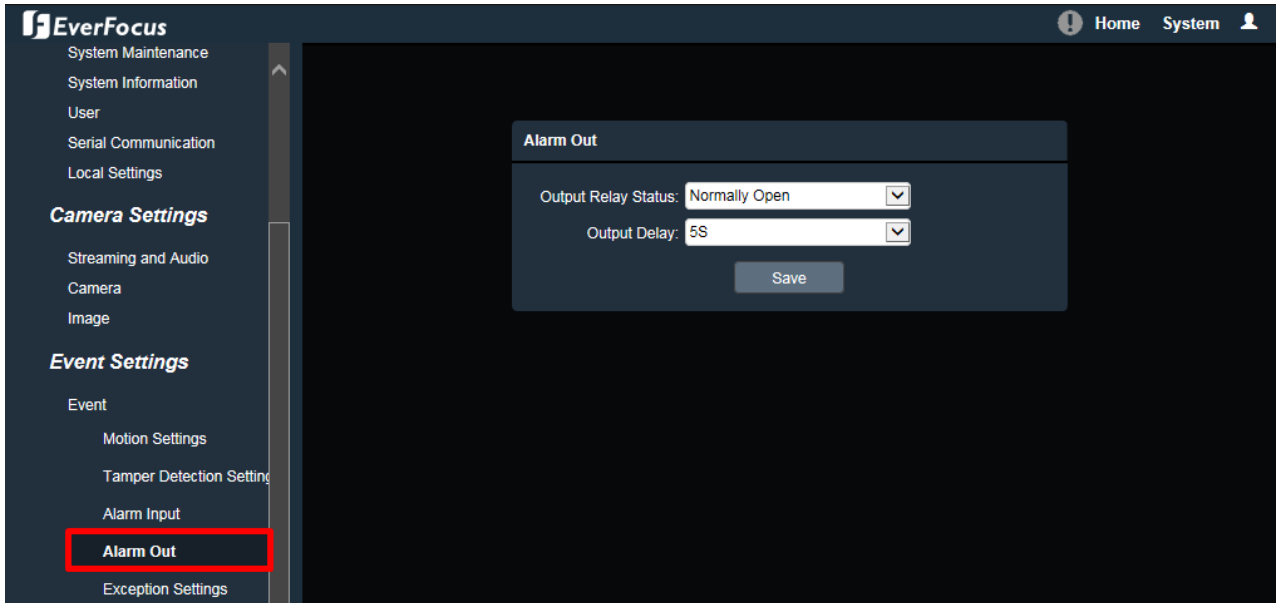 EverFocus
Home System
System Maintenance
System Information
User
Serial Communication
Local Settings
Camera Settings
Streaming and Audio
Camera
Image
Event Settings
Event
Motion Settings
Tamper Detection Setting
Alarm Input
Alarm Out
Exception Settings
Alarm Out
Output Relay Status: Normally Open
Output Delay: 5S
Save